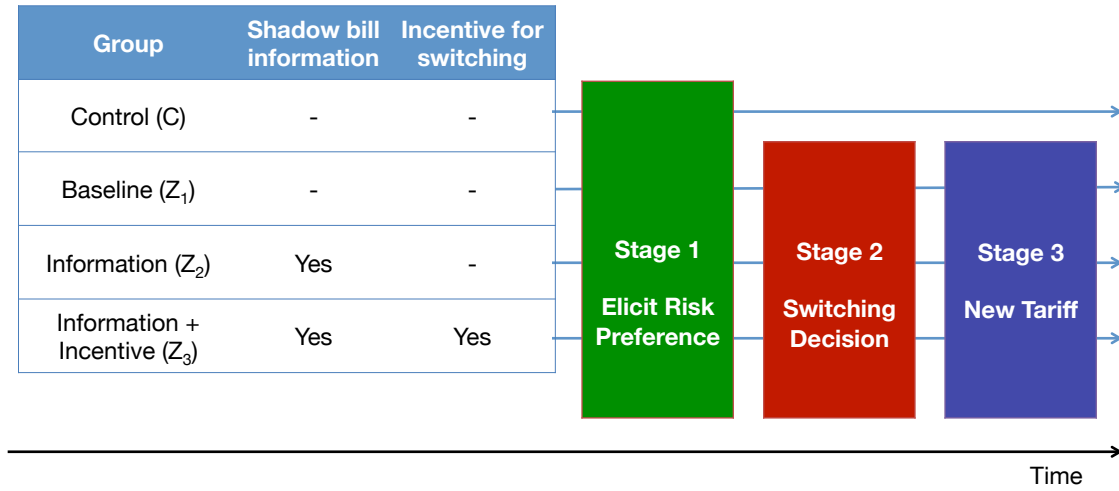 Group
Shadow bill
information
Incentive for
switching
Control (C)
-
-
Baseline (Z₁)
-
-
Information (Z₂)
Yes
-
Information +
Incentive (Z₃)
Yes
Yes
Stage 1
Elicit Risk
Preference
Stage 2
Switching
Decision
Stage 3
New Tariff
Time